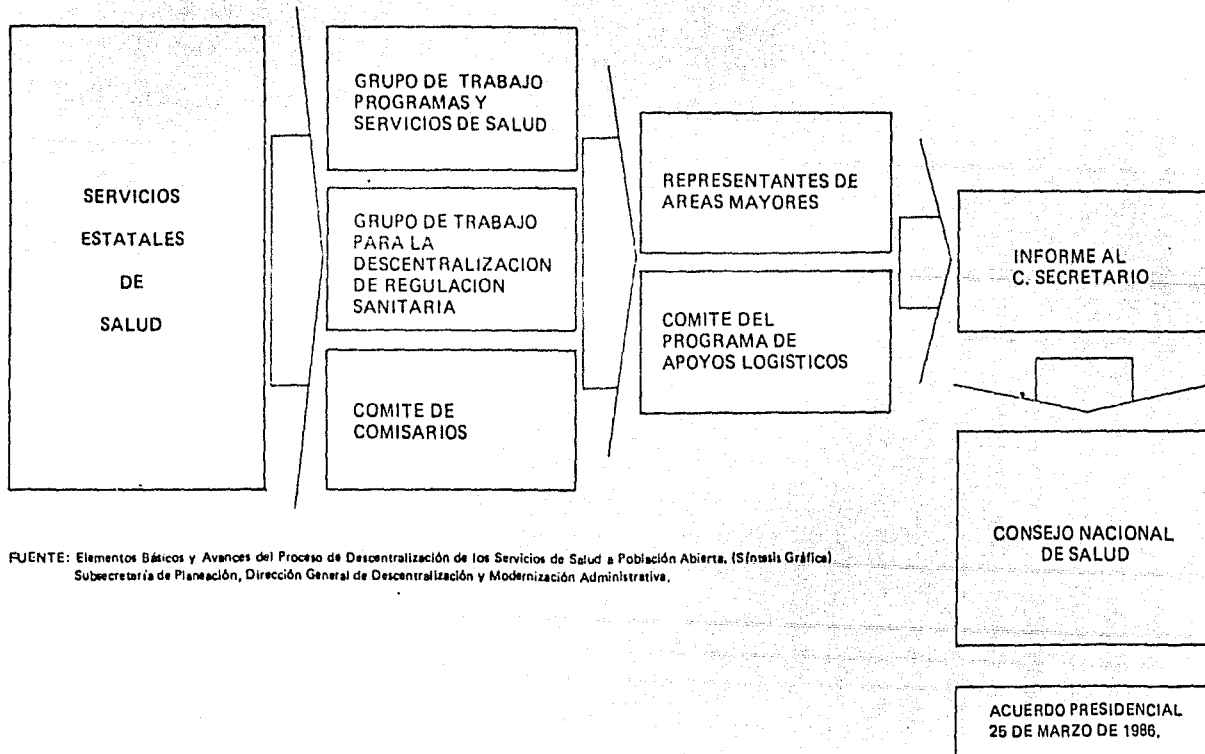 SERVICIOS
ESTATALES
DE
SALUD
GRUPO DE TRABAJO
PROGRAMAS Y
SERVICIOS DE SALUD
GRUPO DE TRABAJO
PARA LA
DESCENTRALIZACION
DE REGULACION
SANITARIA
COMITE DE
COMISARIOS
REPRESENTANTES DE
AREAS MAYORES
COMITE DEL
PROGRAMA DE
APOYOS LOGISTICOS
INFORME AL
C. SECRETARIO
CONSEJO NACIONAL
DE SALUD
ACUERDO PRESIDENCIAL
25 DE MARZO DE 1986.
FUENTE: Elementos Básicos y Avances del Proceso de Descentralización de los Servicios de Salud a Población Abierta. (Síntesis Gráfica)
Subsecretaría de Planeación, Dirección General de Descentralización y Modernización Administrativa.